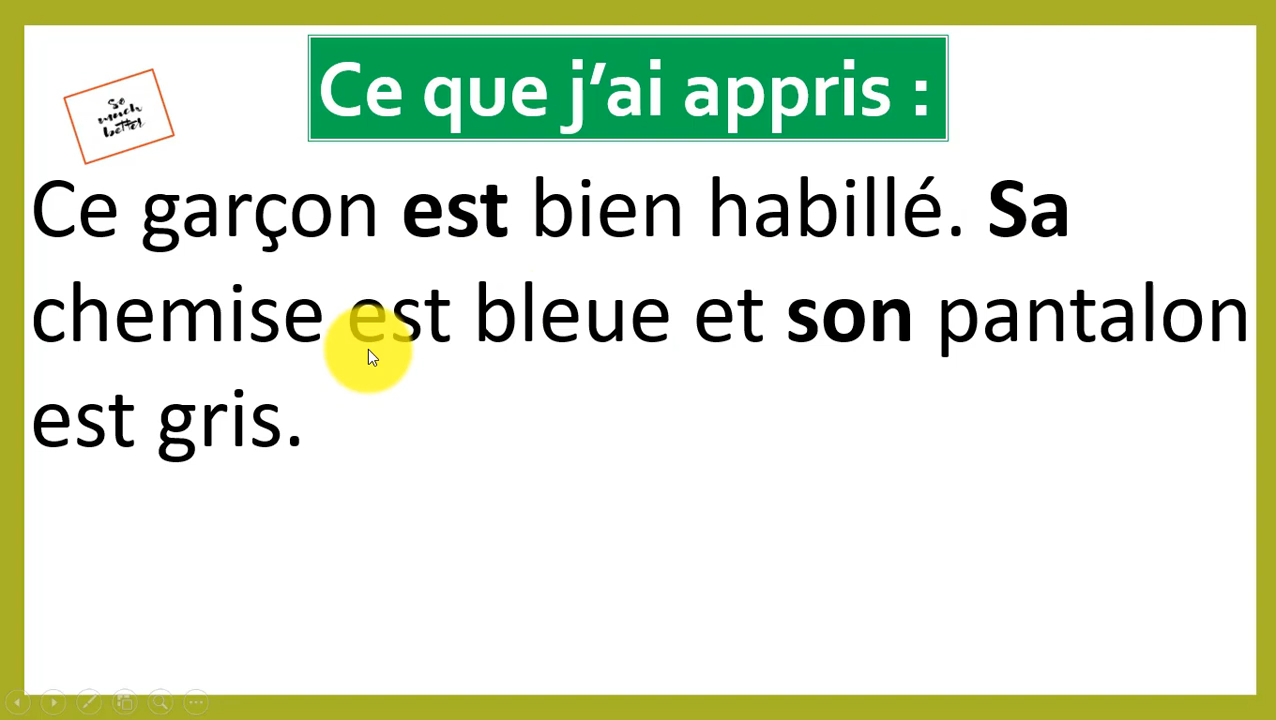 Ce que j’ai appris :
So
much
better
Ce garçon est bien habillé. Sa
chemise est bleue et son pantalon
est gris.